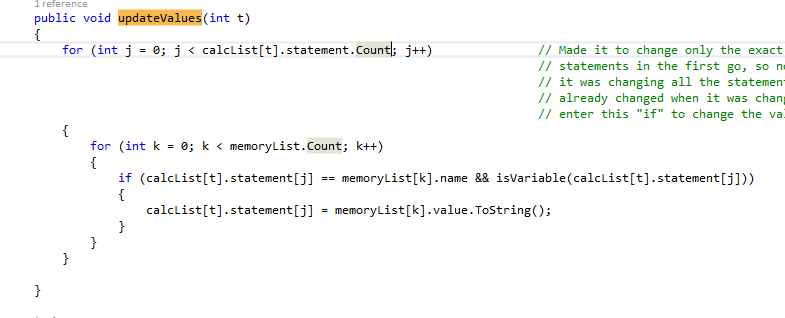 1 reference
public void updateValues(int t)
{
for (int j = 0; j < calcList[t].statement.Count; j++) // Made it to change only the exact
// statements in the first go, so
// it was changing all the
// already changed when it was
// enter this "if" to change the
{
for (int k = 0; k < memoryList.Count; k++)
{
if (calcList[t].statement[j] == memoryList[k].name && isVariable(calcList[t].statement[j]))
{
calcList[t].statement[j] = memoryList[k].value.ToString();
}
}
}
}